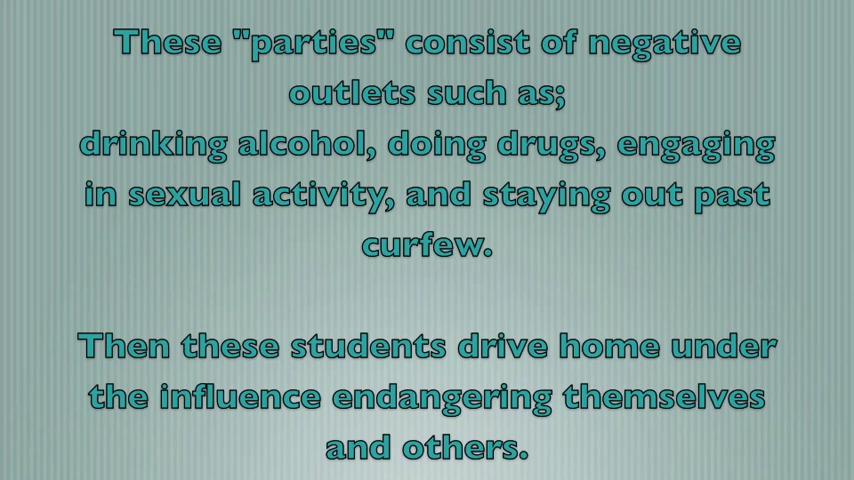 These "parties" consist of negative
outlets such as;
drinking alcohol, doing drugs, engaging
in sexual activity, and staying out past
curfew.
Then these students drive home under
the influence endangering themselves
and others.